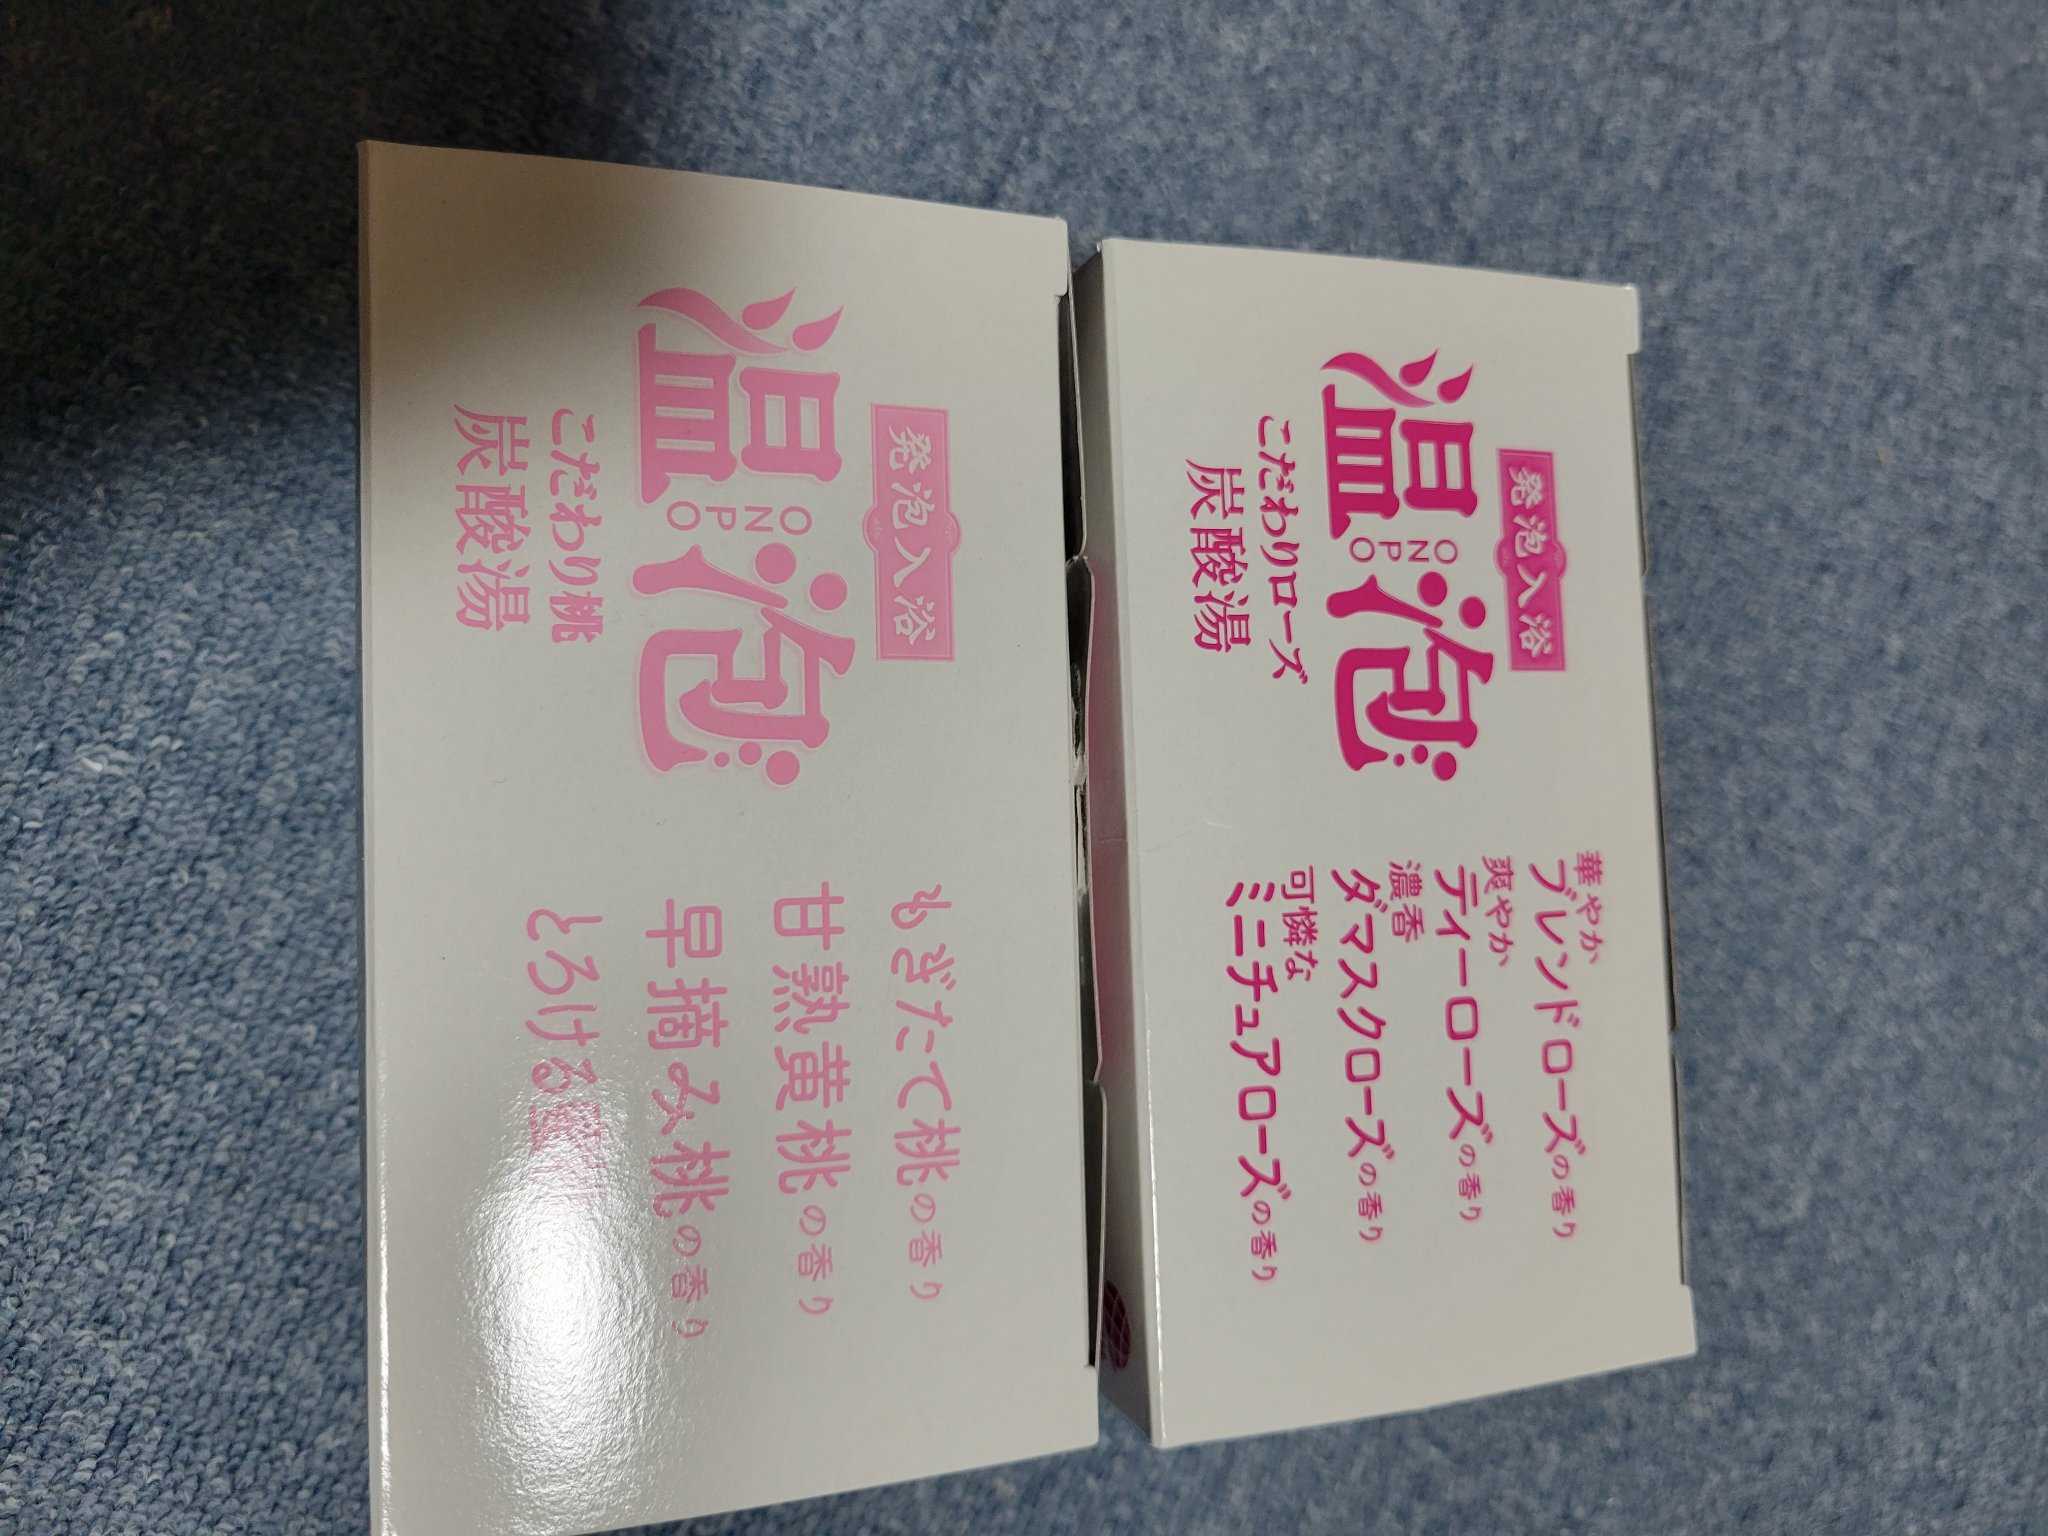 発泡入浴
温泡
ONPO
こだわりローズ
炭酸湯
華やか
ブレンドローズの香り
爽やか
ティーローズの香り
濃香
ダマスクローズの香り
可憐な
ミニチュアローズの香り
発泡入浴
温泡
ONPO
こだわり桃
炭酸湯
もぎたて桃の香り
甘熟黄桃の香り
早摘み桃の香り
とろける